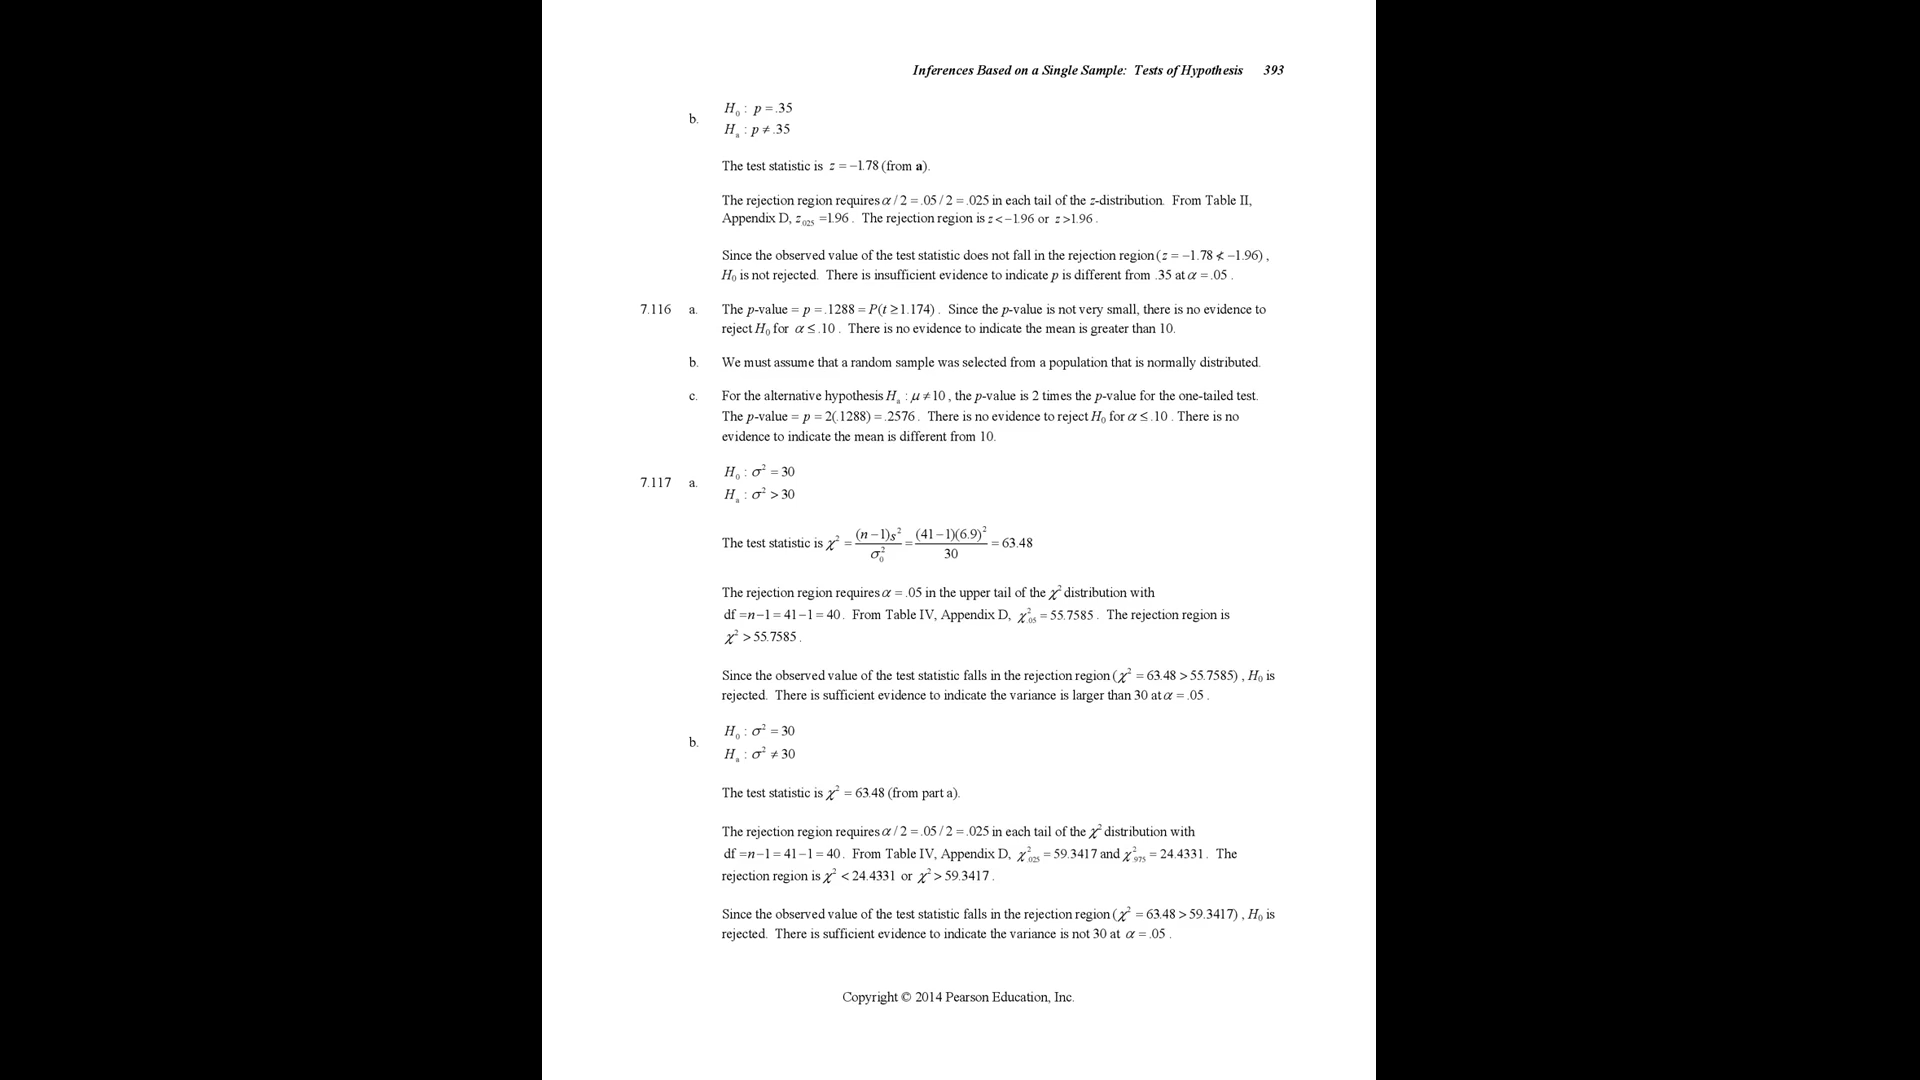 Inferences Based on a Single Sample: Tests of Hypothesis 393
b. H₀ : p = .35
Hₐ : p ≠ .35
The test statistic is z = −1.78 (from a).
The rejection region requires α / 2 = .05 / 2 = .025 in each tail of the z-distribution. From Table II,
Appendix D, z.₀₂₅ =1.96 . The rejection region is z < −1.96 or z >1.96 .
Since the observed value of the test statistic does not fall in the rejection region (z = −1.78 ≮ −1.96) ,
H₀ is not rejected. There is insufficient evidence to indicate p is different from .35 at α = .05 .
7.116 a. The p-value = p = .1288 = P(t ≥ 1.174) . Since the p-value is not very small, there is no evidence to
reject H₀ for α ≤ .10 . There is no evidence to indicate the mean is greater than 10.
b. We must assume that a random sample was selected from a population that is normally distributed.
c. For the alternative hypothesis Hₐ : μ ≠ 10 , the p-value is 2 times the p-value for the one-tailed test.
The p-value = p = 2(.1288) = .2576 . There is no evidence to reject H₀ for α ≤ .10 . There is no
evidence to indicate the mean is different from 10.
7.117 a. H₀ : σ² = 30
Hₐ : σ² > 30
The test statistic is χ² = (n − 1)s² / σ₀² = (41 − 1)(6.9)² / 30 = 63.48
The rejection region requires α = .05 in the upper tail of the χ² distribution with
df = n − 1 = 41 − 1 = 40 . From Table IV, Appendix D, χ².₀₅ = 55.7585 . The rejection region is
χ² > 55.7585 .
Since the observed value of the test statistic falls in the rejection region (χ² = 63.48 > 55.7585) , H₀ is
rejected. There is sufficient evidence to indicate the variance is larger than 30 at α = .05 .
b. H₀ : σ² = 30
Hₐ : σ² ≠ 30
The test statistic is χ² = 63.48 (from part a).
The rejection region requires α / 2 = .05 / 2 = .025 in each tail of the χ² distribution with
df = n − 1 = 41 − 1 = 40 . From Table IV, Appendix D, χ².₀₂₅ = 59.3417 and χ².₉₇₅ = 24.4331 . The
rejection region is χ² < 24.4331 or χ² > 59.3417 .
Since the observed value of the test statistic falls in the rejection region (χ² = 63.48 > 59.3417) , H₀ is
rejected. There is sufficient evidence to indicate the variance is not 30 at α = .05 .
Copyright © 2014 Pearson Education, Inc.